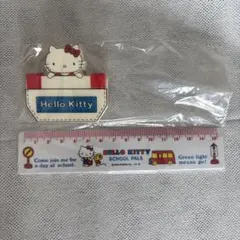 Hello Kitty
Come join me for
a day at school.
HELLO KITTY
SCHOOL PALS
Green light
means go!